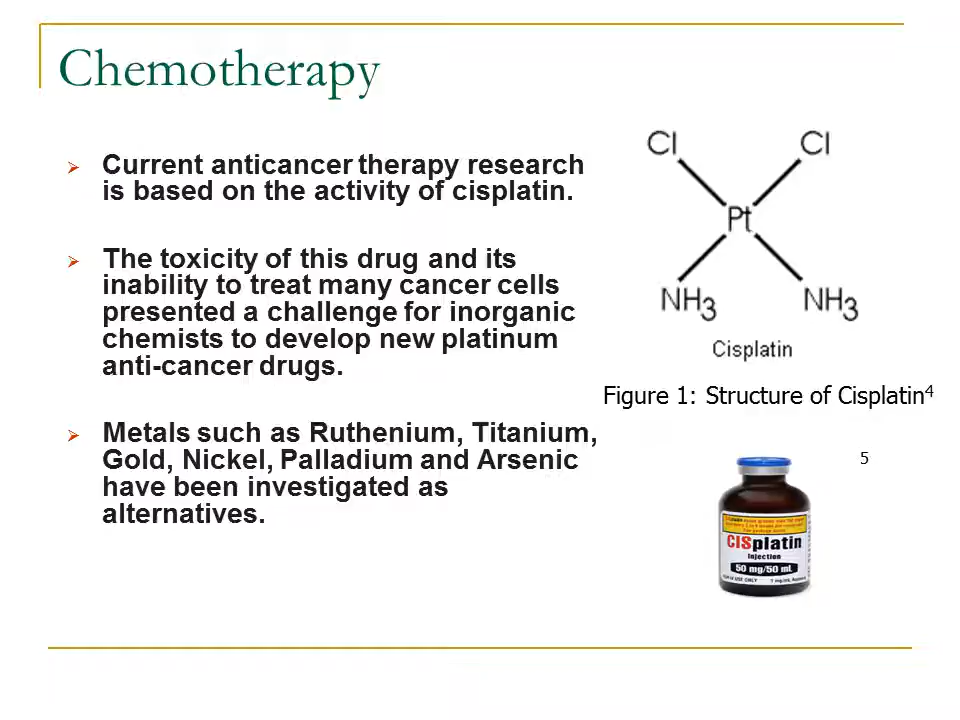 Chemotherapy
Current anticancer therapy research
is based on the activity of cisplatin.
The toxicity of this drug and its
inability to treat many cancer cells
presented a challenge for inorganic
chemists to develop new platinum
anti-cancer drugs.
Metals such as Ruthenium, Titanium,
Gold, Nickel, Palladium and Arsenic
have been investigated as
alternatives.
Cl Cl
Pt
NH3 NH3
Cisplatin
Figure 1: Structure of Cisplatin4
5
CISplatin
Injection
50 mg/50 mL